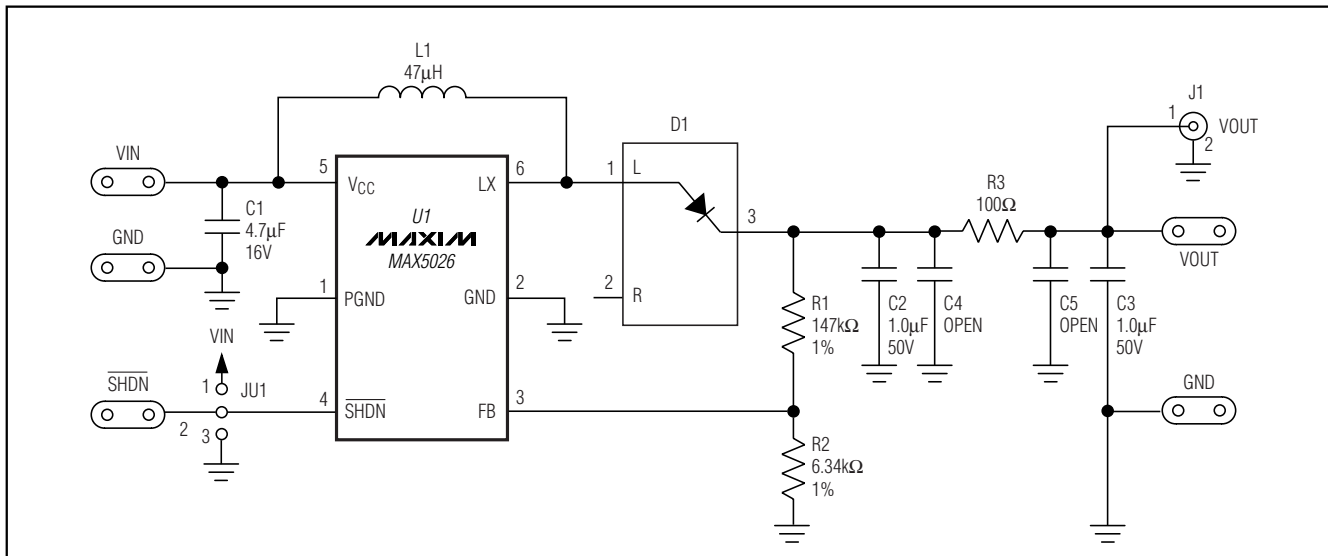 L1
47µH
VIN
GND
C1
4.7µF
16V
5
VCC
LX
6
U1
MAXIM
MAX5026
1
PGND
GND
2
VIN
SHDN
1
JU1
2
3
4
SHDN
FB
3
D1
1
L
3
2
R
R1
147kΩ
1%
R2
6.34kΩ
1%
C2
1.0µF
50V
C4
OPEN
R3
100Ω
C5
OPEN
C3
1.0µF
50V
J1
1
VOUT
2
VOUT
GND